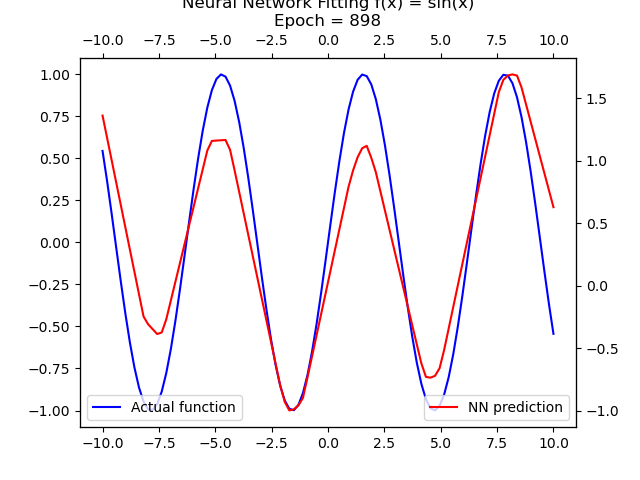 Neural Network Fitting f(x) = sin(x)
Epoch = 898
−10.0 −7.5 −5.0 −2.5 0.0 2.5 5.0 7.5 10.0
1.00
0.75
0.50
0.25
0.00
−0.25
−0.50
−0.75
−1.00
1.5
1.0
0.5
0.0
−0.5
−1.0
Actual function
NN prediction
−10.0 −7.5 −5.0 −2.5 0.0 2.5 5.0 7.5 10.0